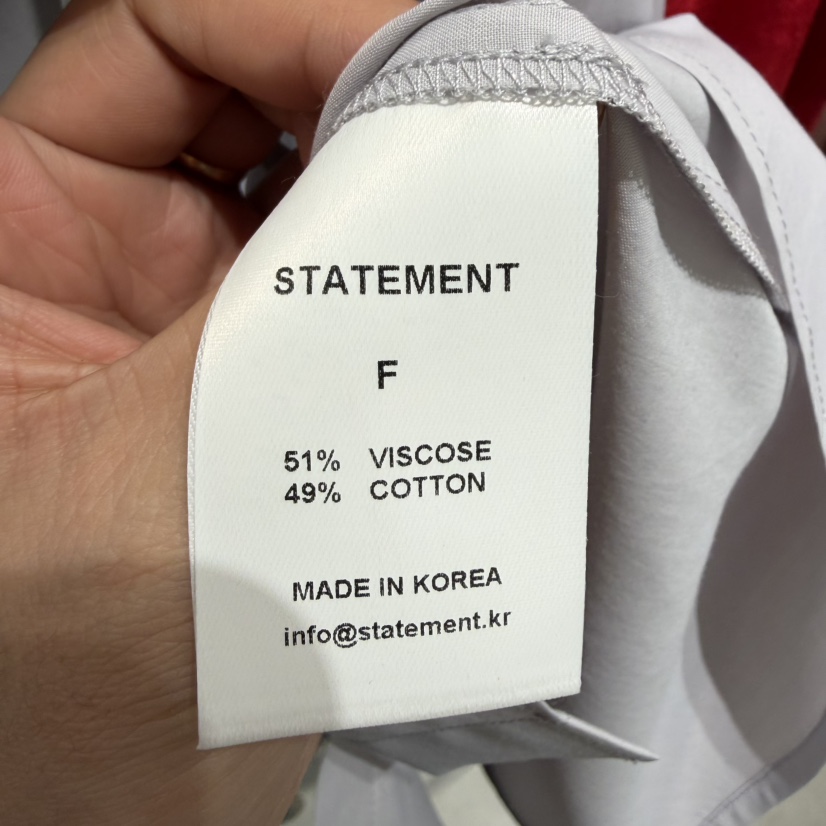 STATEMENT
F
51% VISCOSE
49% COTTON
MADE IN KOREA
info@statement.kr